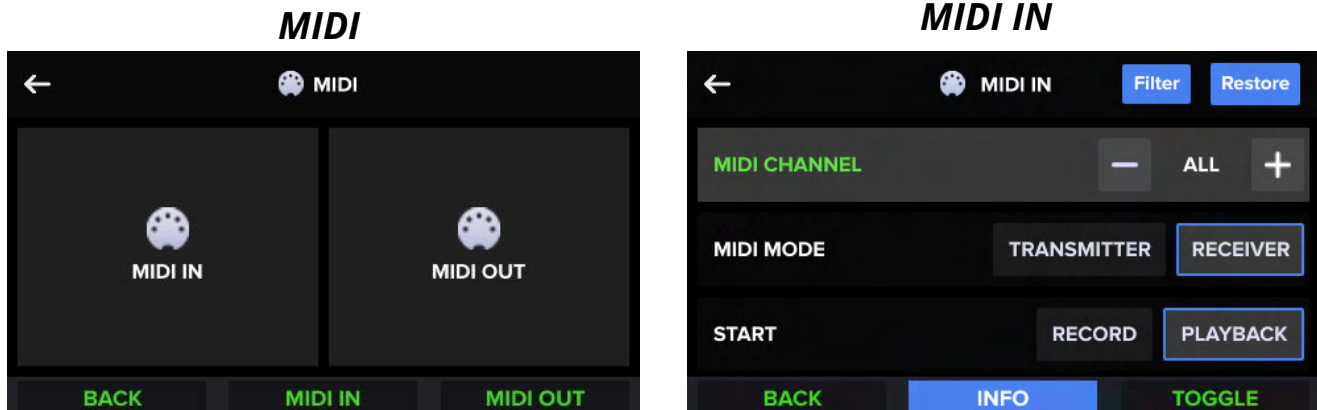 MIDI
MIDI
MIDI IN
MIDI OUT
BACK
MIDI IN
MIDI OUT
MIDI IN
MIDI IN
Filter
Restore
MIDI CHANNEL
ALL
MIDI MODE
TRANSMITTER
RECEIVER
START
RECORD
PLAYBACK
BACK
INFO
TOGGLE